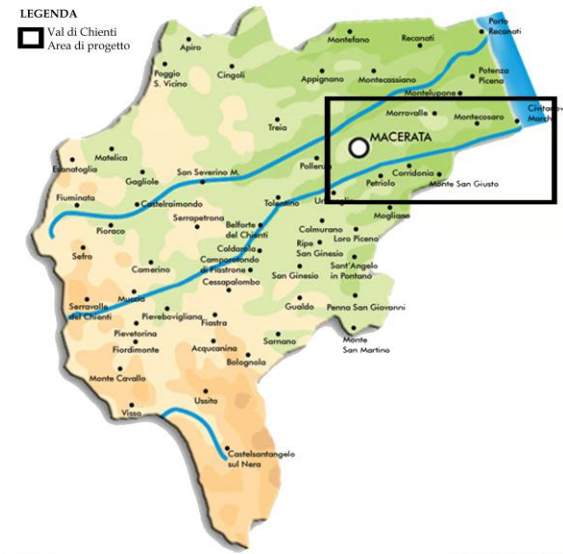 LEGENDA
Val di Chienti
Area di progetto
Porto
Recanati
Montefano
Recanati
Apiro
Poggio
S. Vicino
Cingoli
Appignano
Montecassiano
Potenza
Picena
Montelupone
Morrovalle
Montecosaro
Treia
MACERATA
Matelica
Esanatoglia
Gagliole
San Severino M.
Corridonia
Petriolo
Monte San Giusto
Fiuminata
Castelraimondo
Tolentino
Mogliano
Pioraco
Serrapetrona
Belforte
del Chienti
Colmurano
Loro Piceno
Ripe
San Ginesio
Sefro
Caldarola
Camporotondo
di Fiastrone
Camerino
Sant'Angelo
in Pontano
San Ginesio
Cessapalombo
Muccia
Serravalle
del Chienti
Pievebovigliana
Fiastra
Gualdo
Penna San Giovanni
Pievetorina
Fiordimonte
Acqucanina
Sarnano
Monte
San Martino
Bolognola
Monte Cavallo
Ussita
Visso
Castelsantangelo
sul Nera